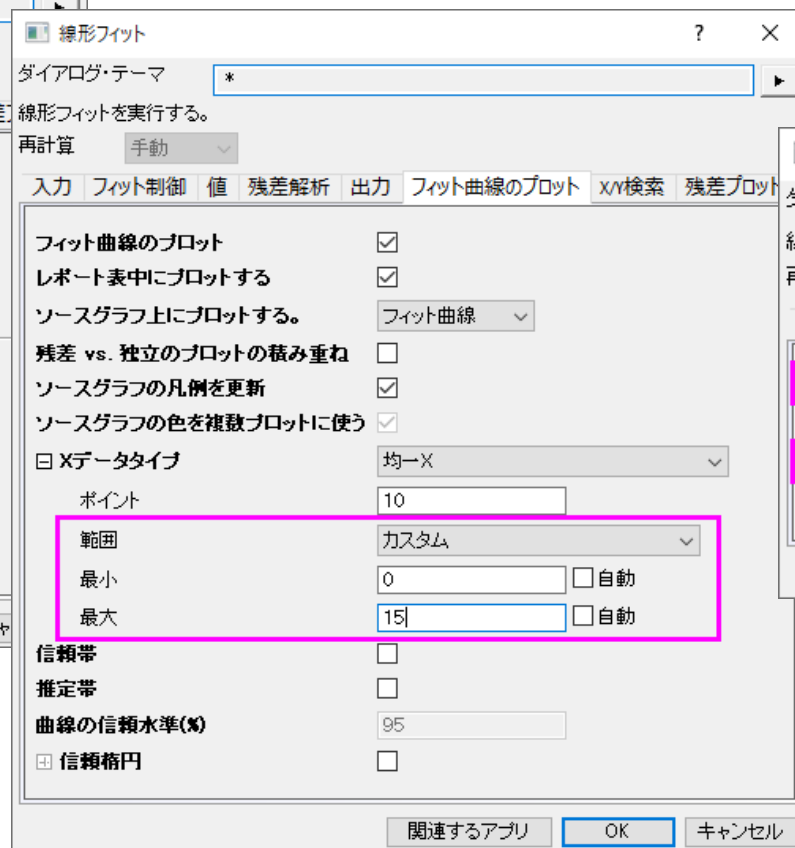 線形フィット ?
ダイアログ・テーマ *
線形フィットを実行する。
再計算 手動
入力 フィット制御 値 残差解析 出力 フィット曲線のプロット X/Y検索 残差プロット
フィット曲線のプロット
レポート表中にプロットする
ソースグラフ上にプロットする。 フィット曲線
残差 vs. 独立のプロットの積み重ね
ソースグラフの凡例を更新
ソースグラフの色を複数プロットに使う
Xデータタイプ 均一X
ポイント 10
範囲 カスタム
最小 0 自動
最大 15 自動
信頼帯
推定帯
曲線の信頼水準(%) 95
信頼楕円
関連するアプリ OK キャンセル